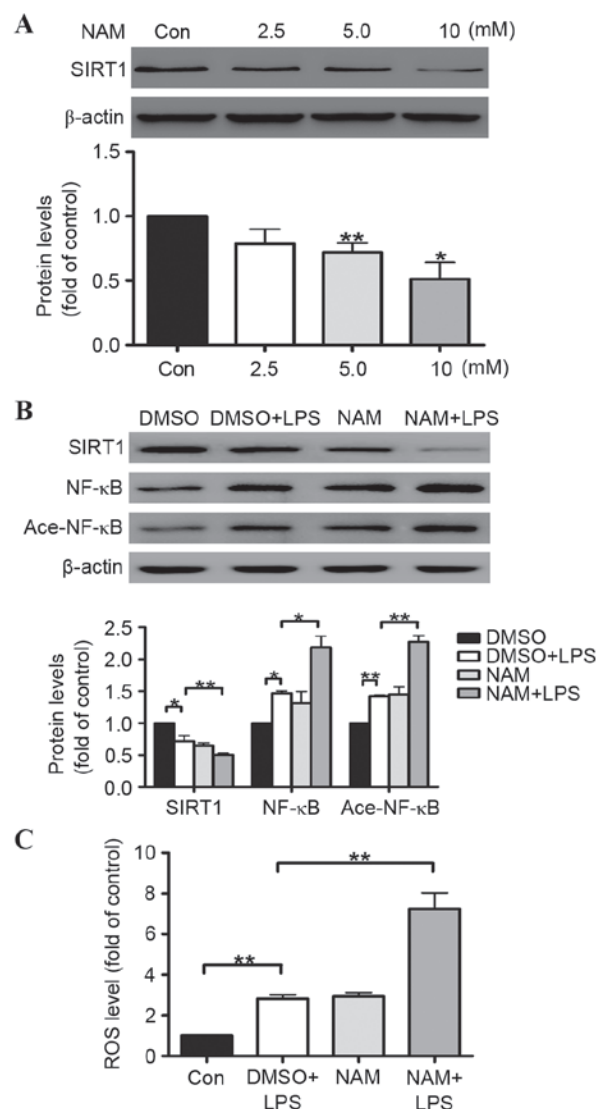 A
NAM Con 2.5 5.0 10 (mM)
SIRT1
β-actin
Protein levels
(fold of control)
1.5
1.0
0.5
0.0
**
*
Con 2.5 5.0 10 (mM)
B
DMSO DMSO+LPS NAM NAM+LPS
SIRT1
NF-κB
Ace-NF-κB
β-actin
Protein levels
(fold of control)
2.5
2.0
1.5
1.0
0.5
0.0
* ** * * ** **
DMSO
DMSO+LPS
NAM
NAM+LPS
SIRT1 NF-κB Ace-NF-κB
C
ROS level (fold of control)
10
8
6
4
2
0
**
**
Con DMSO+ NAM NAM+
LPS LPS